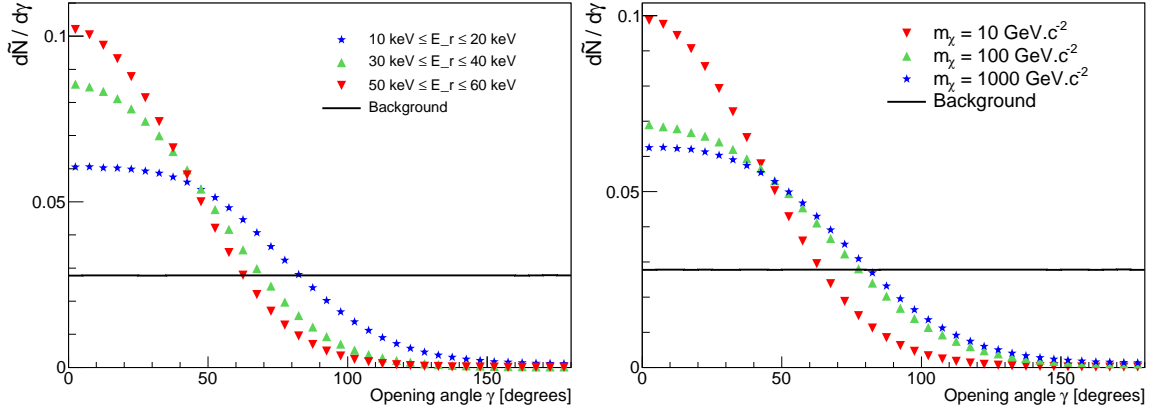 dÑ / dγ
0.1
0.05
0
10 keV ≤ E_r ≤ 20 keV
30 keV ≤ E_r ≤ 40 keV
50 keV ≤ E_r ≤ 60 keV
Background
0 50 100 150
Opening angle γ [degrees]
dÑ / dγ
0.1
0.05
0
m_χ = 10 GeV.c⁻²
m_χ = 100 GeV.c⁻²
m_χ = 1000 GeV.c⁻²
Background
0 50 100 150
Opening angle γ [degrees]